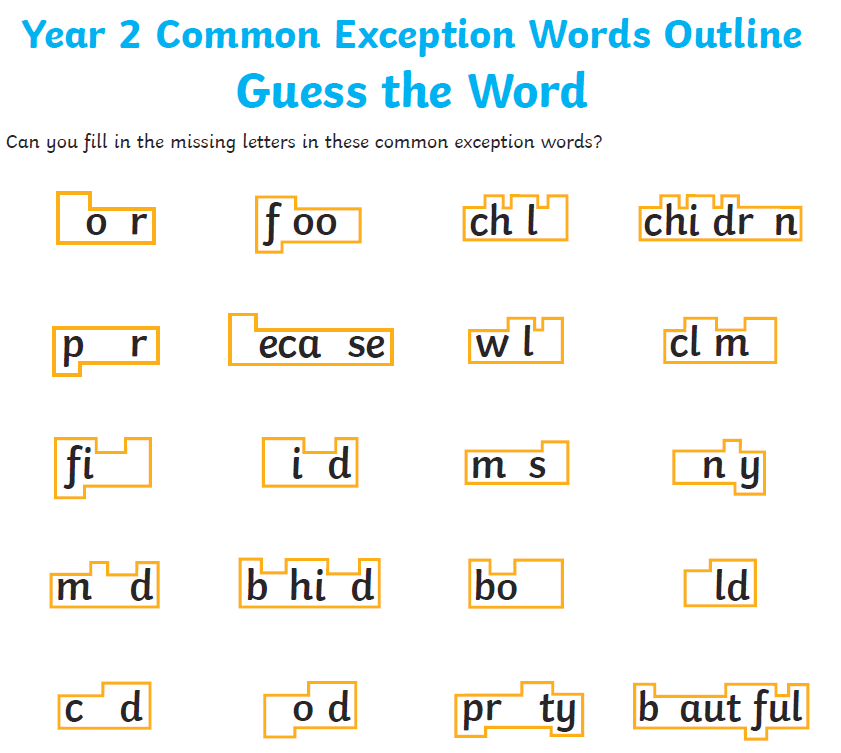 Year 2 Common Exception Words Outline
Guess the Word
Can you fill in the missing letters in these common exception words?
o r   f oo   ch l   chi dr n
p r   eca se   w l   cl m
fi   i d   m s   n y
m d   b hi d   bo   ld
c d   o d   pr ty   b aut ful